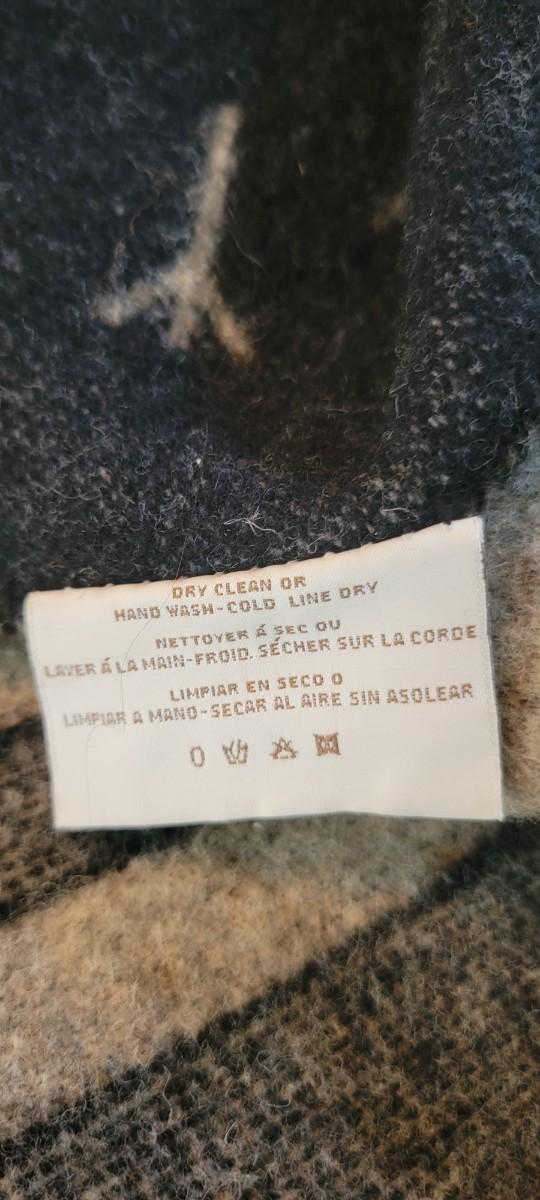 DRY CLEAN OR
HAND WASH-COLD LINE DRY
NETTOYER Á SEC OU
LAVER Á LA MAIN-FROID. SÉCHER SUR LA CORDE
LIMPIAR EN SECO O
LIMPIAR A MANO-SECAR AL AIRE SIN ASOLEAR